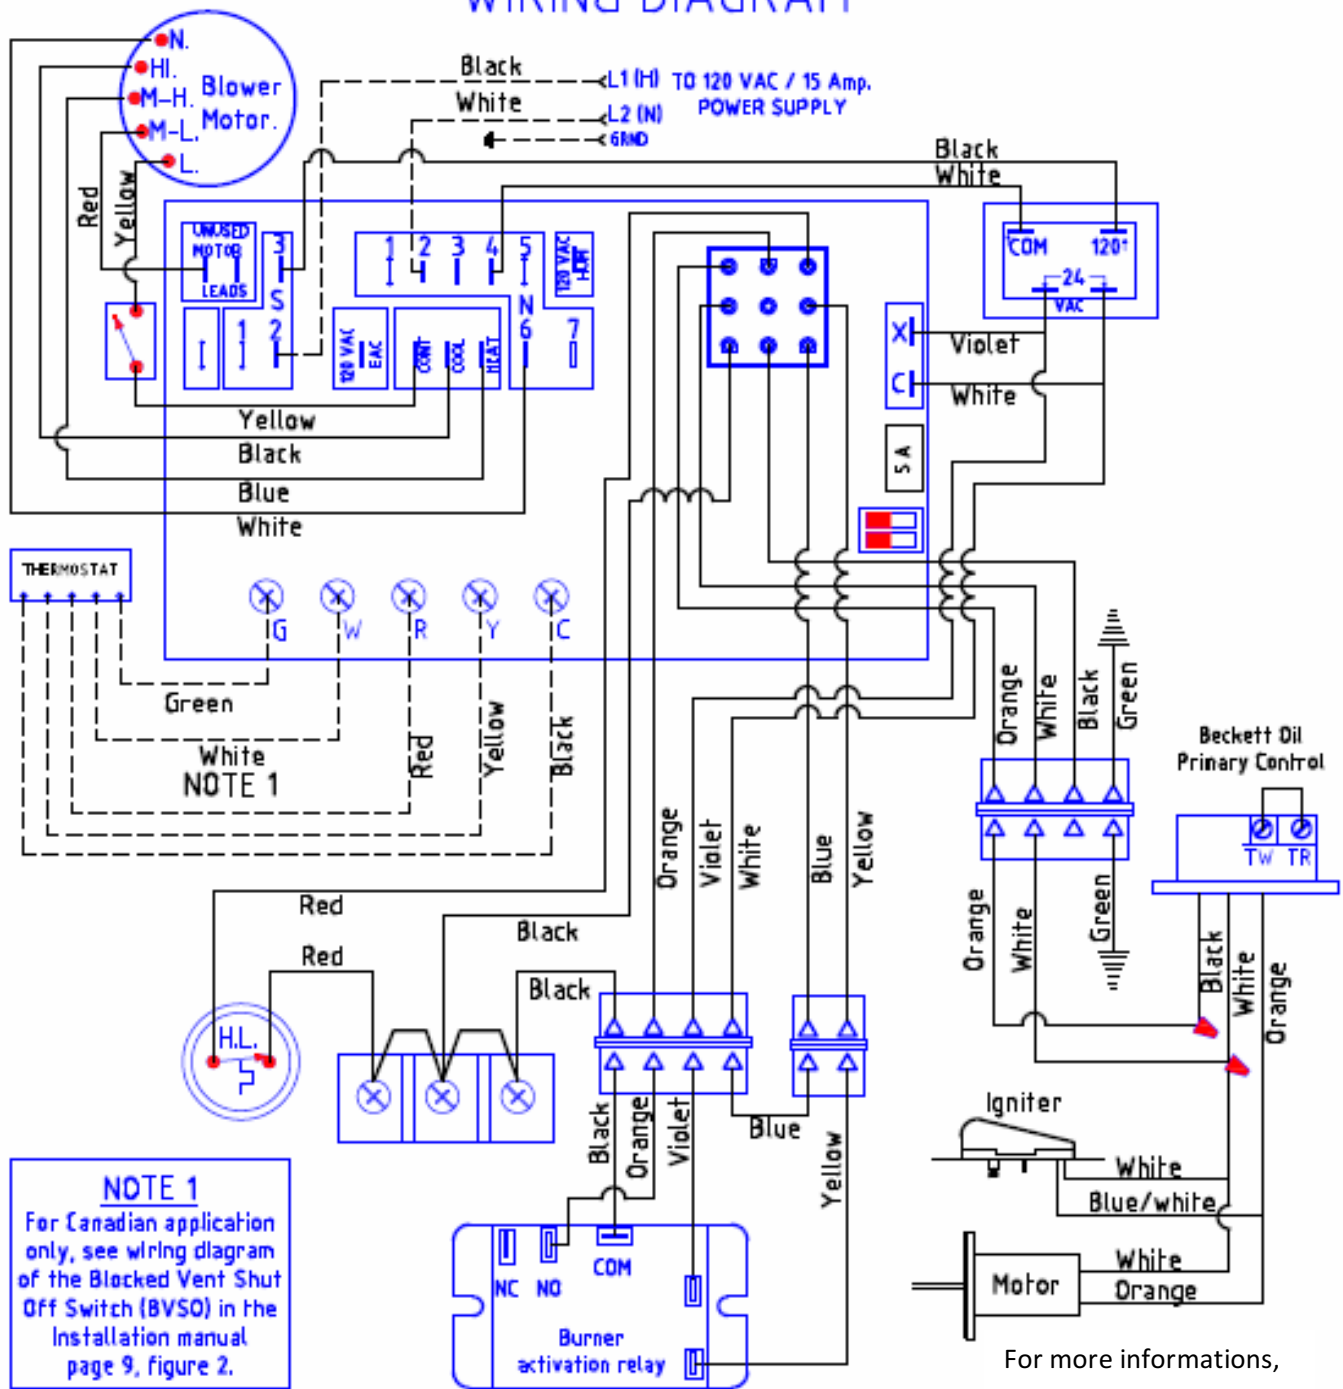 WIRING DIAGRAM
N.
HI.
M-H.
M-L.
L.
Blower
Motor.
Black
White
L1 (H)
L2 (N)
GRND
TO 120 VAC / 15 Amp.
POWER SUPPLY
Black
White
Red
Yellow
UNUSED
MOTOR
LEADS
3
S
1
2
1
2
3
4
5
N
6
7
120 VAC
HUM
120 VAC
EAC
CONT
COOL
HEAT
COM
120
24
VAC
X
C
Violet
White
5 A
Yellow
Black
Blue
White
THERMOSTAT
G
W
R
Y
C
Green
White
NOTE 1
Red
Yellow
Black
Orange
Violet
White
Blue
Yellow
Orange
White
Black
Green
Beckett Oil
Primary Control
TW
TR
Orange
White
Green
Black
White
Orange
Red
Red
Black
Black
H.L.
Black
Orange
Violet
Blue
Yellow
Igniter
White
Blue/white
White
Orange
Motor
NOTE 1
For Canadian application
only, see wiring diagram
of the Blocked Vent Shut
Off Switch (BVSO) in the
Installation manual
page 9, figure 2.
NC
NO
COM
Burner
activation relay
For more informations,